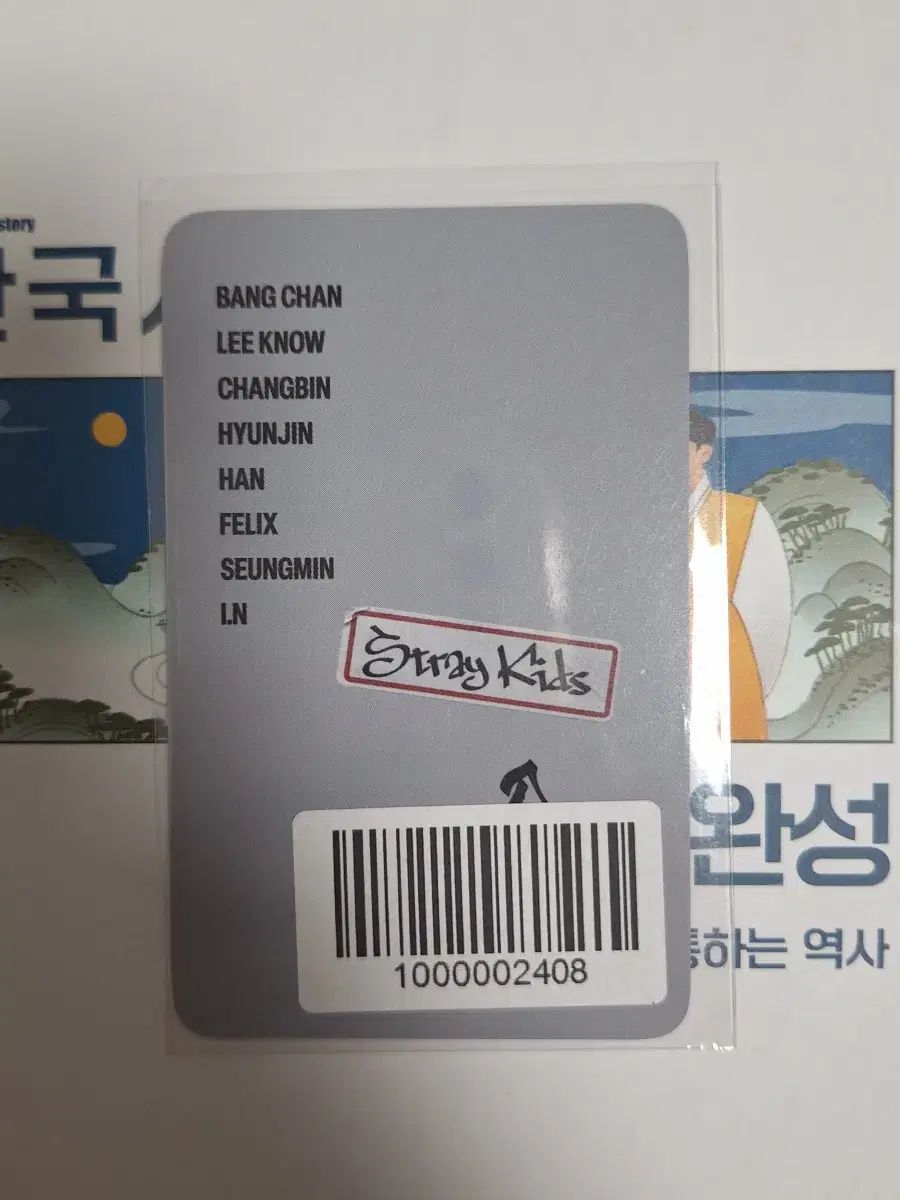 story
국
BANG CHAN
LEE KNOW
CHANGBIN
HYUNJIN
HAN
FELIX
SEUNGMIN
I.N
Stray Kids
1000002408
완성
통하는 역사